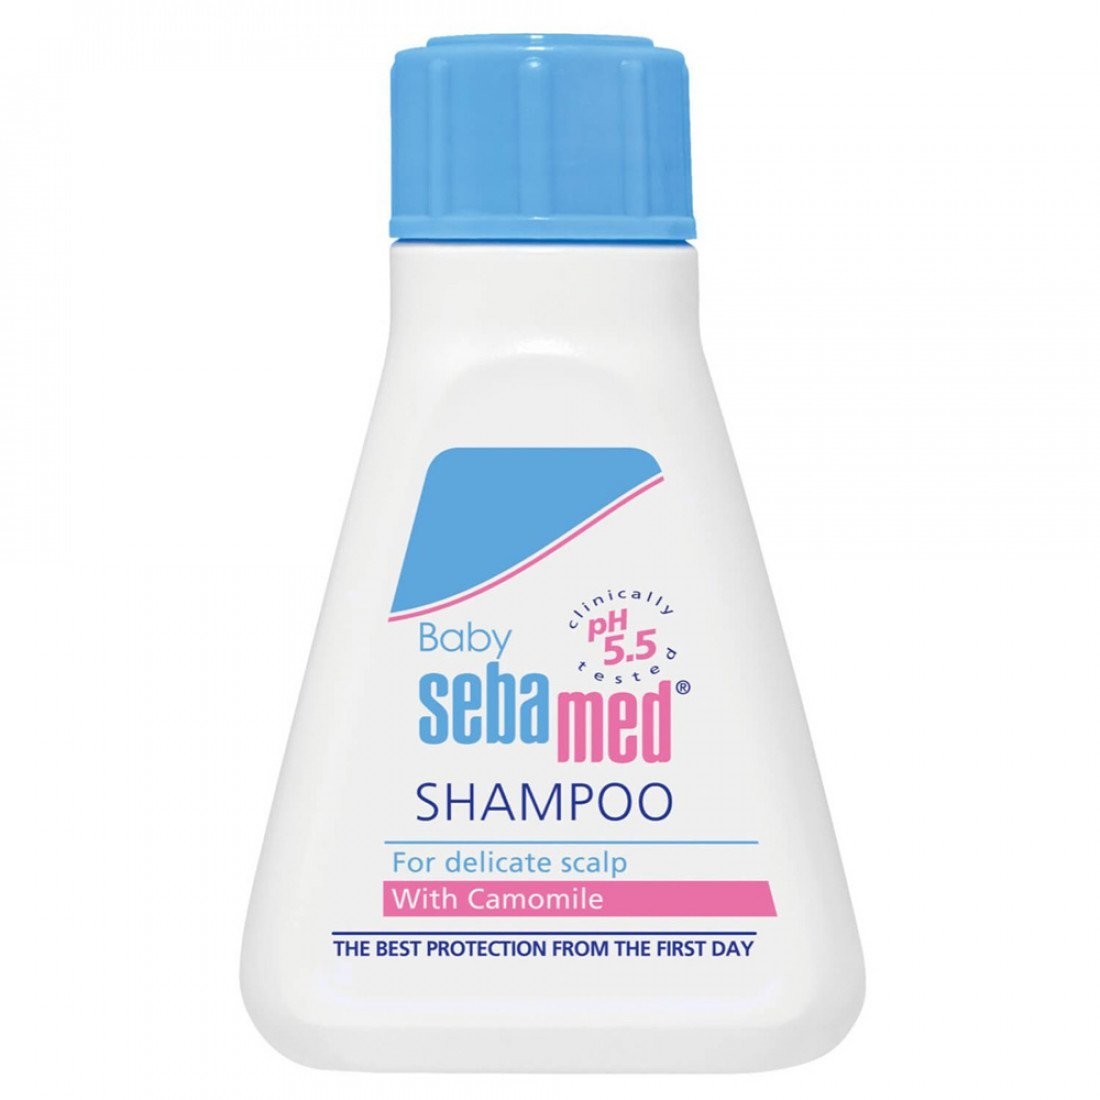 Baby
clinically
pH
5.5
tested
sebamed®
SHAMPOO
For delicate scalp
With Camomile
THE BEST PROTECTION FROM THE FIRST DAY